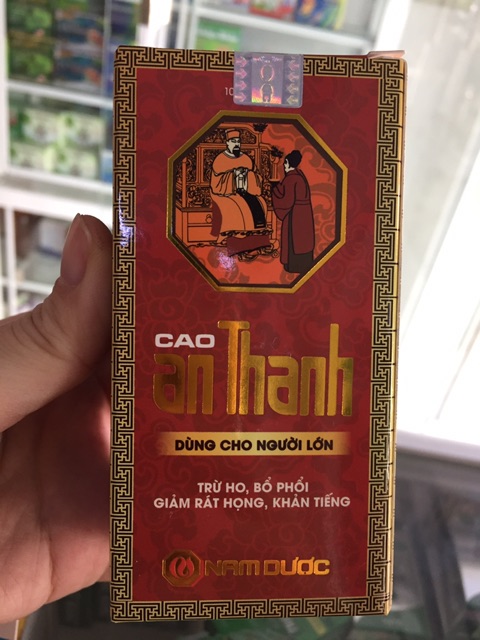 CAO
an Thanh
DÙNG CHO NGƯỜI LỚN
TRỪ HO, BỔ PHỔI
GIẢM RÁT HỌNG, KHẢN TIẾNG
NAM DƯỢC